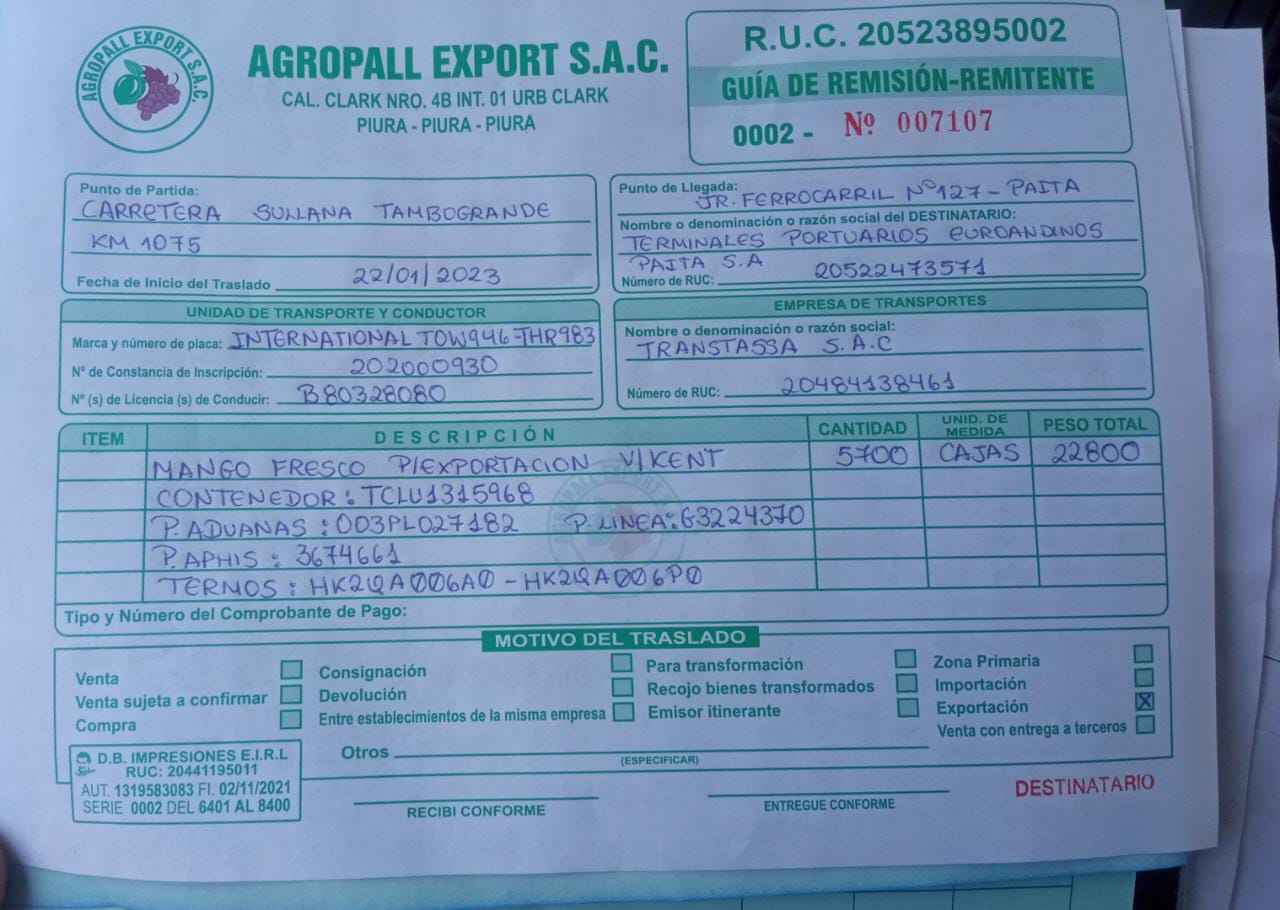 AGROPALL EXPORT S.A.C.
AGROPALL EXPORT S.A.C.
CAL. CLARK NRO. 4B INT. 01 URB CLARK
PIURA - PIURA - PIURA
R.U.C. 20523895002
GUÍA DE REMISIÓN-REMITENTE
0002 - Nº 007107
Punto de Partida:
CARRETERA SULLANA TAMBOGRANDE
KM 1075
Fecha de Inicio del Traslado 22/01/2023
Punto de Llegada: JR. FERROCARRIL Nº127 - PAITA
Nombre o denominación o razón social del DESTINATARIO:
TERMINALES PORTUARIOS EUROANDINOS
PAITA S.A
Número de RUC: 20522473571
UNIDAD DE TRANSPORTE Y CONDUCTOR
Marca y número de placa: INTERNATIONAL TOW946-THR983
Nº de Constancia de Inscripción: 202000930
Nº (s) de Licencia (s) de Conducir: B80328080
EMPRESA DE TRANSPORTES
Nombre o denominación o razón social:
TRANSTASSA S.A.C
Número de RUC: 20484138461
ITEM DESCRIPCIÓN CANTIDAD UNID. DE MEDIDA PESO TOTAL
MANGO FRESCO P/EXPORTACION V/KENT 5700 CAJAS 22800
CONTENEDOR: TCLU1315968
P. ADUANAS: 003PL027182 P. LINEA: G3224370
P. APHIS: 3674661
TERMOS: HK2QA006A0 - HK2QA006P0
AGROPALL EXPORT S.A.C.
Tipo y Número del Comprobante de Pago:
MOTIVO DEL TRASLADO
Venta
Venta sujeta a confirmar
Compra
Consignación
Devolución
Entre establecimientos de la misma empresa
Para transformación
Recojo bienes transformados
Emisor itinerante
Zona Primaria
Importación
Exportación X
Venta con entrega a terceros
Otros
(ESPECIFICAR)
D.B. IMPRESIONES E.I.R.L
RUC: 20441195011
AUT. 1319583083 FI. 02/11/2021
SERIE 0002 DEL 6401 AL 8400
RECIBI CONFORME
ENTREGUE CONFORME
DESTINATARIO